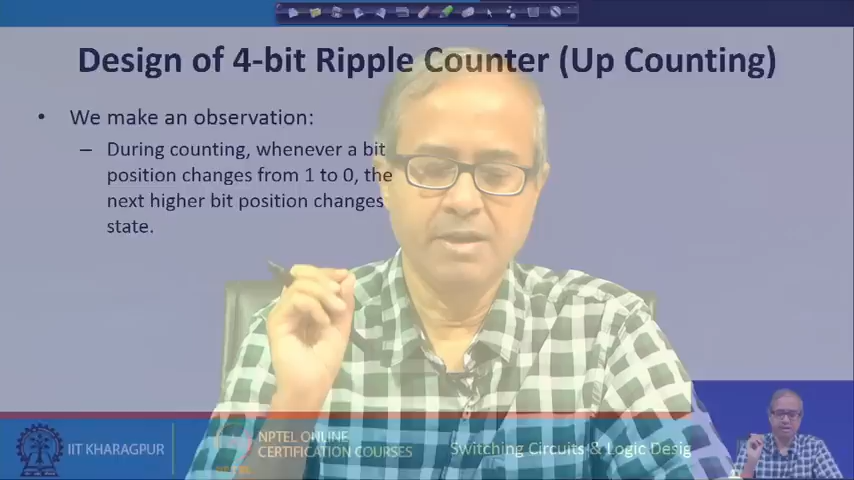 Design of 4-bit Ripple Counter (Up Counting)
• We make an observation:
– During counting, whenever a bit
position changes from 1 to 0, the
next higher bit position changes
state.
IIT KHARAGPUR
NPTEL ONLINE
CERTIFICATION COURSES
Switching Circuits & Logic Desig